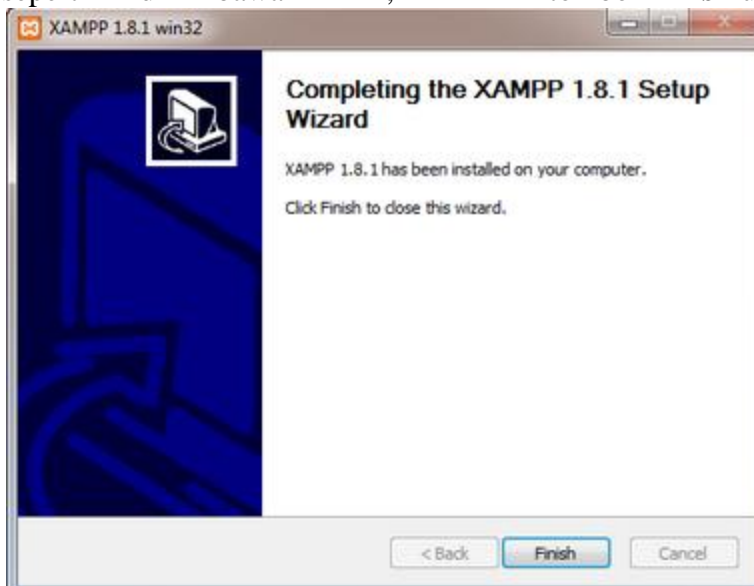 XAMPP 1.8.1 win32
Completing the XAMPP 1.8.1 Setup
Wizard
XAMPP 1.8.1 has been installed on your computer.
Click Finish to close this wizard.
< Back Finish Cancel